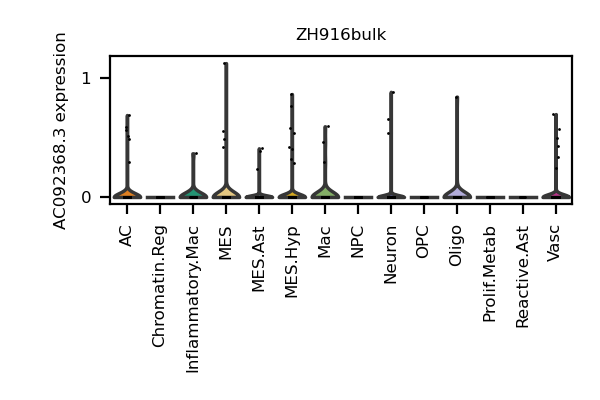 ZH916bulk
AC092368.3 expression
1
0
AC
Chromatin.Reg
Inflammatory.Mac
MES
MES.Ast
MES.Hyp
Mac
NPC
Neuron
OPC
Oligo
Prolif.Metab
Reactive.Ast
Vasc